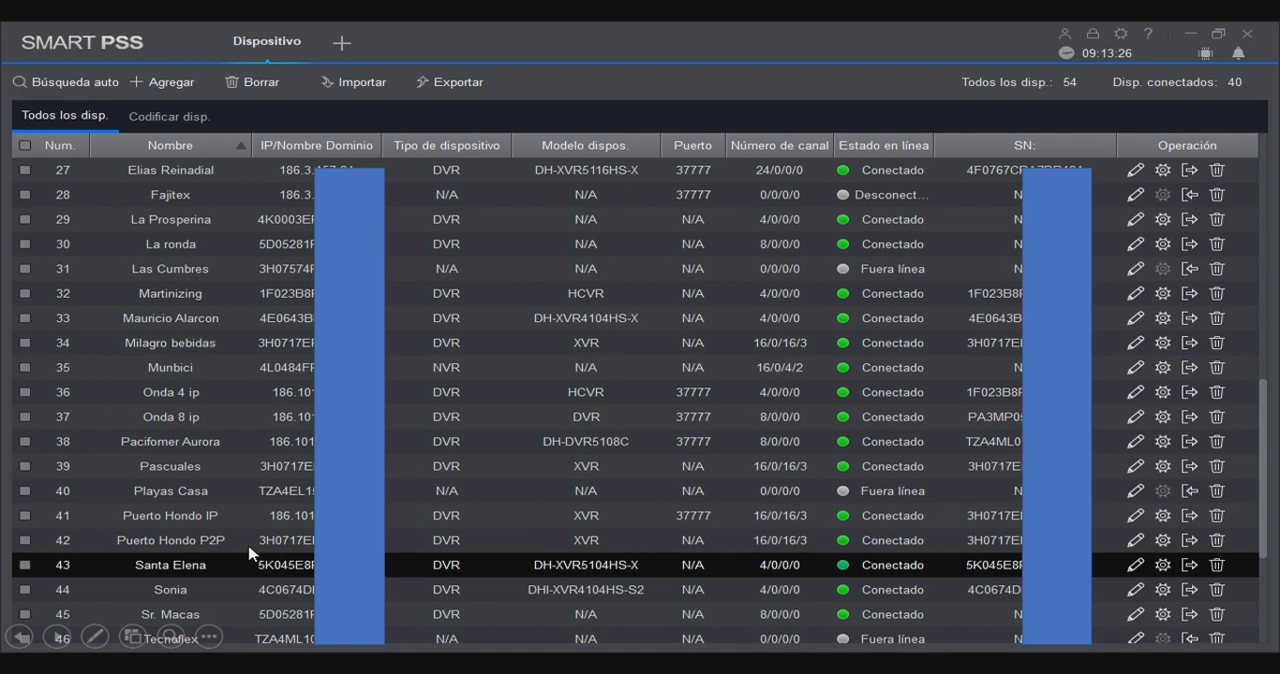 SMART PSS Dispositivo
09:13:26
Búsqueda auto Agregar Borrar Importar Exportar Todos los disp.: 54 Disp. conectados: 40
Todos los disp. Codificar disp.
Num. Nombre IP/Nombre Dominio Tipo de dispositivo Modelo dispos. Puerto Número de canal Estado en línea SN: Operación
27 Elias Reinadial 186.3. DVR DH-XVR5116HS-X 37777 24/0/0/0 Conectado
28 Fajitex 186.3. N/A N/A 37777 0/0/0/0 Desconect... N
29 La Prosperina 4K0003E DVR N/A N/A 4/0/0/0 Conectado N
30 La ronda 5D05281 DVR N/A N/A 8/0/0/0 Conectado N
31 Las Cumbres 3H07574 N/A N/A N/A 0/0/0/0 Fuera línea N
32 Martinizing 1F023B8 DVR HCVR N/A 4/0/0/0 Conectado 1F023B8
33 Mauricio Alarcon 4E0643B DVR DH-XVR4104HS-X N/A 4/0/0/0 Conectado 4E0643B
34 Milagro bebidas 3H0717E DVR XVR N/A 16/0/16/3 Conectado 3H0717E
35 Munbici 4L0484F NVR N/A N/A 16/0/4/2 Conectado N
36 Onda 4 ip 186.10 DVR HCVR 37777 4/0/0/0 Conectado 1F023B8
37 Onda 8 ip 186.10 DVR DVR 37777 8/0/0/0 Conectado PA3MP0
38 Pacifomer Aurora 186.101 DVR DH-DVR5108C 37777 8/0/0/0 Conectado TZA4ML0
39 Pascuales 3H0717E DVR XVR N/A 16/0/16/3 Conectado 3H0717E
40 Playas Casa TZA4EL1 N/A N/A N/A 0/0/0/0 Fuera línea N
41 Puerto Hondo IP 186.101 DVR XVR 37777 16/0/16/3 Conectado 3H0717E
42 Puerto Hondo P2P 3H0717E DVR XVR N/A 16/0/16/3 Conectado 3H0717E
43 Santa Elena 5K045E8 DVR DH-XVR5104HS-X N/A 4/0/0/0 Conectado 5K045E8
44 Sonia 4C0674D DVR DHI-XVR4104HS-S2 N/A 4/0/0/0 Conectado 4C0674D
45 Sr. Macas 5D05281 DVR N/A N/A 8/0/0/0 Conectado N
46 Tecnoflex TZA4ML1 N/A N/A N/A 0/0/0/0 Fuera línea N